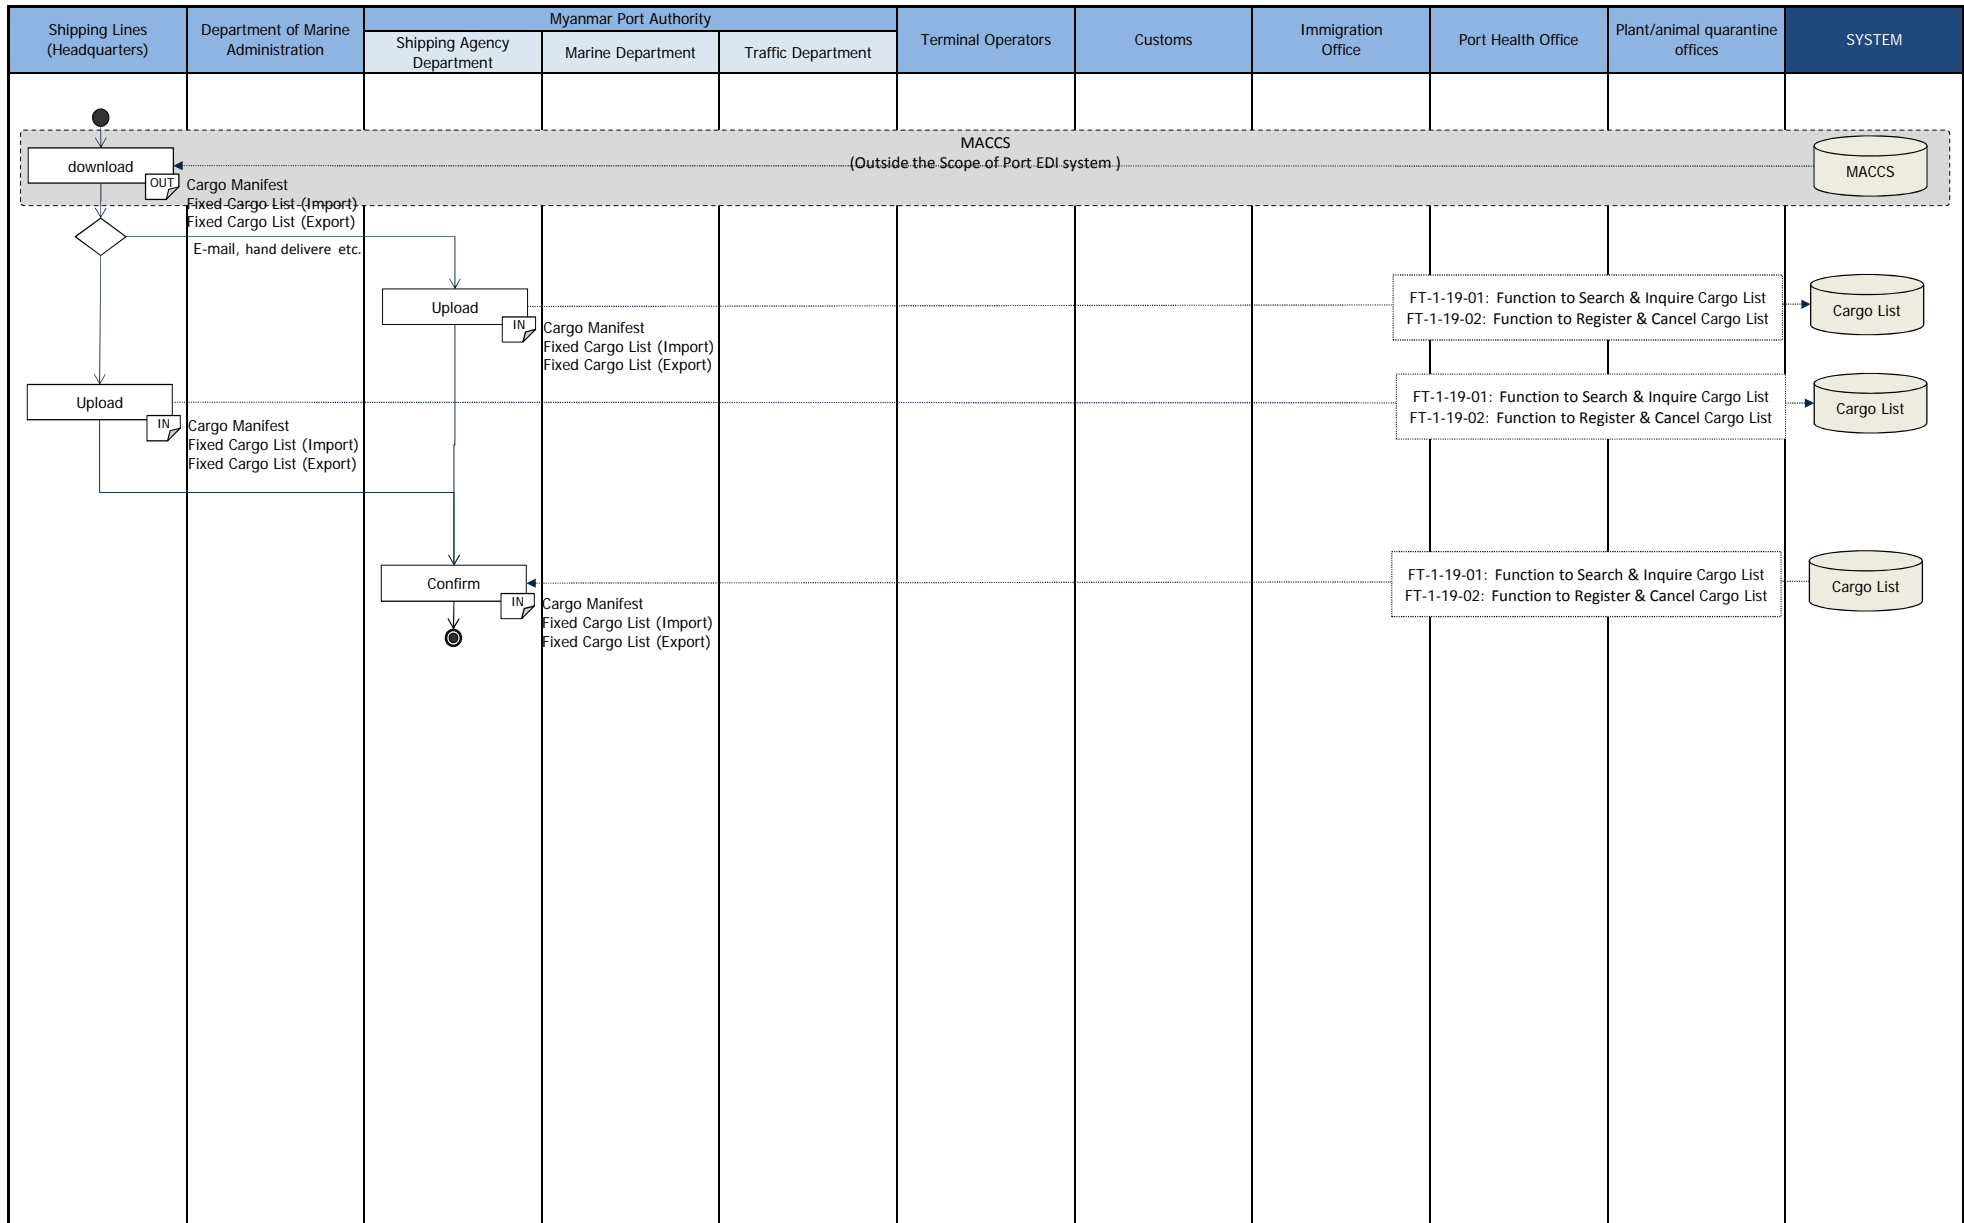 Shipping Lines
(Headquarters)
Department of Marine
Administration
Myanmar Port Authority
Shipping Agency
Department
Marine Department
Traffic Department
Terminal Operators
Customs
Immigration
Office
Port Health Office
Plant/animal quarantine
offices
SYSTEM
MACCS
(Outside the Scope of Port EDI system )
download
OUT
MACCS
Cargo Manifest
Fixed Cargo List (Import)
Fixed Cargo List (Export)
E-mail, hand delivere etc.
Upload
IN
Cargo Manifest
Fixed Cargo List (Import)
Fixed Cargo List (Export)
FT-1-19-01: Function to Search & Inquire Cargo List
FT-1-19-02: Function to Register & Cancel Cargo List
Cargo List
Upload
IN
Cargo Manifest
Fixed Cargo List (Import)
Fixed Cargo List (Export)
FT-1-19-01: Function to Search & Inquire Cargo List
FT-1-19-02: Function to Register & Cancel Cargo List
Cargo List
Confirm
IN
Cargo Manifest
Fixed Cargo List (Import)
Fixed Cargo List (Export)
FT-1-19-01: Function to Search & Inquire Cargo List
FT-1-19-02: Function to Register & Cancel Cargo List
Cargo List